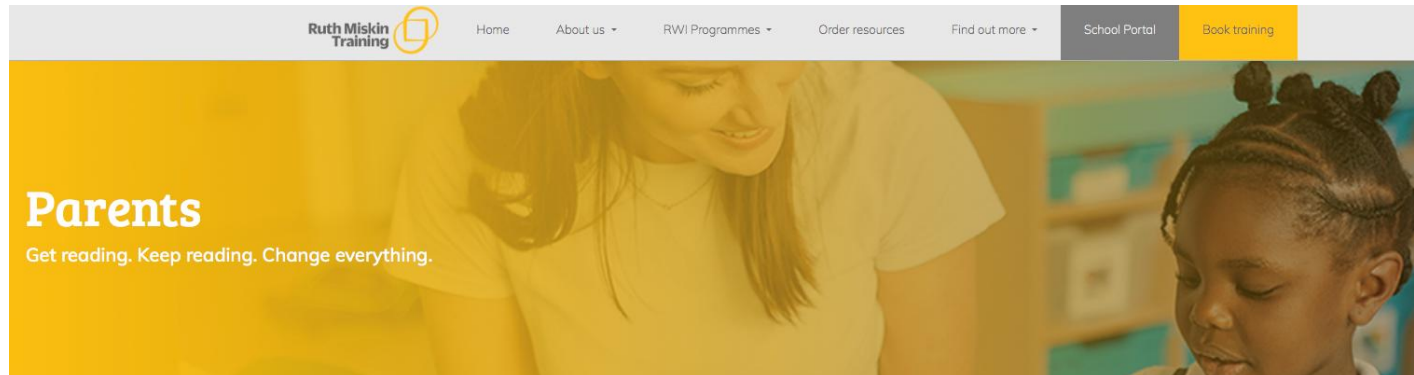 Ruth Miskin
Training
Home
About us
RWI Programmes
Order resources
Find out more
School Portal
Book training
Parents
Get reading. Keep reading. Change everything.